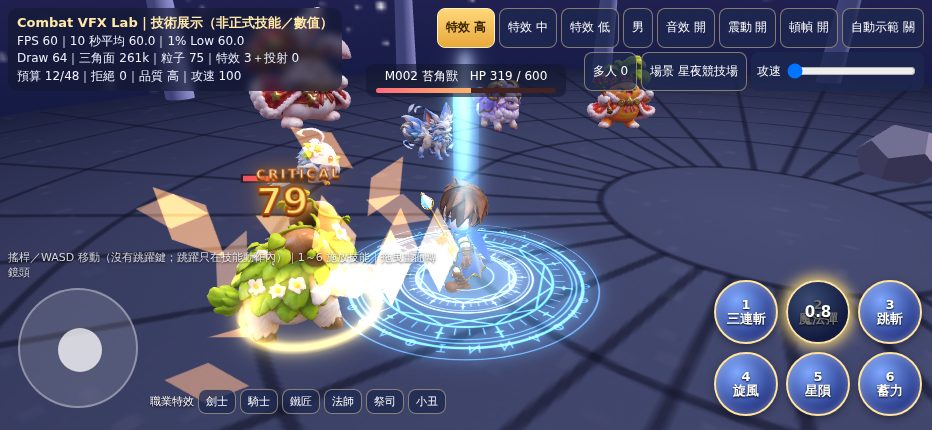 Combat VFX Lab｜技術展示（非正式技能／數值）
FPS 60｜10 秒平均 60.0｜1% Low 60.0
Draw 64｜三角面 261k｜粒子 75｜特效 3＋投射 0
預算 12/48｜拒絕 0｜品質 高｜攻速 100
特效 高
特效 中
特效 低
男
音效 開
震動 開
頓幀 開
自動示範 關
多人 0
場景 星夜競技場
攻速
M002 苔角獸 HP 319 / 600
CRITICAL
79
搖桿／WASD 移動（沒有跳躍鍵；跳躍只在技能動作內）｜1～6 施放技能｜拖曳畫面轉
鏡頭
1
三連斬
0.8
魔法彈
3
跳斬
4
旋風
5
星隕
6
蓄力
職業特效
劍士
騎士
鐵匠
法師
祭司
小丑